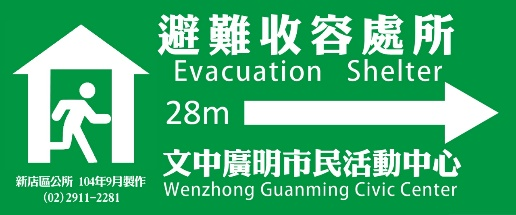 避難收容處所
Evacuation Shelter
28m
文中廣明市民活動中心
Wenzhong Guanming Civic Center
新店區公所 104年9月製作
(02)2911-2281